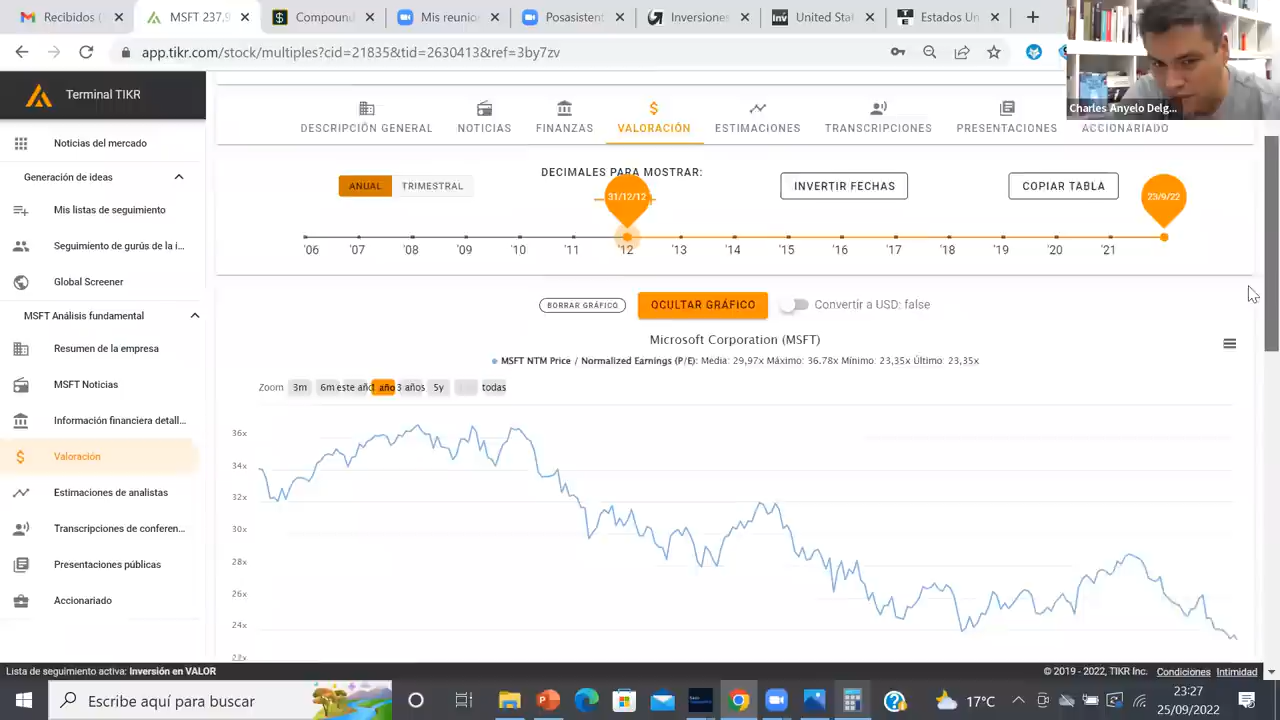 Recibidos (
MSFT 237,9
Compound
Mis reunio
Posasisten
Inversiones
United Sta
Estados Un
app.tikr.com/stock/multiples?cid=21835&tid=2630413&ref=3by7zv
Charles Anyelo Delg...
Terminal TIKR
DESCRIPCIÓN GENERAL
NOTICIAS
FINANZAS
VALORACIÓN
ESTIMACIONES
TRANSCRIPCIONES
PRESENTACIONES
ACCIONARIADO
Noticias del mercado
Generación de ideas
Mis listas de seguimiento
Seguimiento de gurús de la i...
Global Screener
MSFT Análisis fundamental
Resumen de la empresa
MSFT Noticias
Información financiera detall...
Valoración
Estimaciones de analistas
Transcripciones de conferen...
Presentaciones públicas
Accionariado
DECIMALES PARA MOSTRAR:
ANUAL
TRIMESTRAL
INVERTIR FECHAS
COPIAR TABLA
31/12/12
23/9/22
'06 '07 '08 '09 '10 '11 '12 '13 '14 '15 '16 '17 '18 '19 '20 '21
BORRAR GRÁFICO
OCULTAR GRÁFICO
Convertir a USD: false
Microsoft Corporation (MSFT)
MSFT NTM Price / Normalized Earnings (P/E): Media: 29,97x Máximo: 36.78x Mínimo: 23,35x Último: 23,35x
Zoom 3m 6m este año 1 año 3 años 5y todas
36x
34x
32x
30x
28x
26x
24x
22x
Lista de seguimiento activa: Inversión en VALOR
© 2019 - 2022, TIKR Inc. Condiciones Intimidad
Escribe aquí para buscar
17°C
23:27
25/09/2022